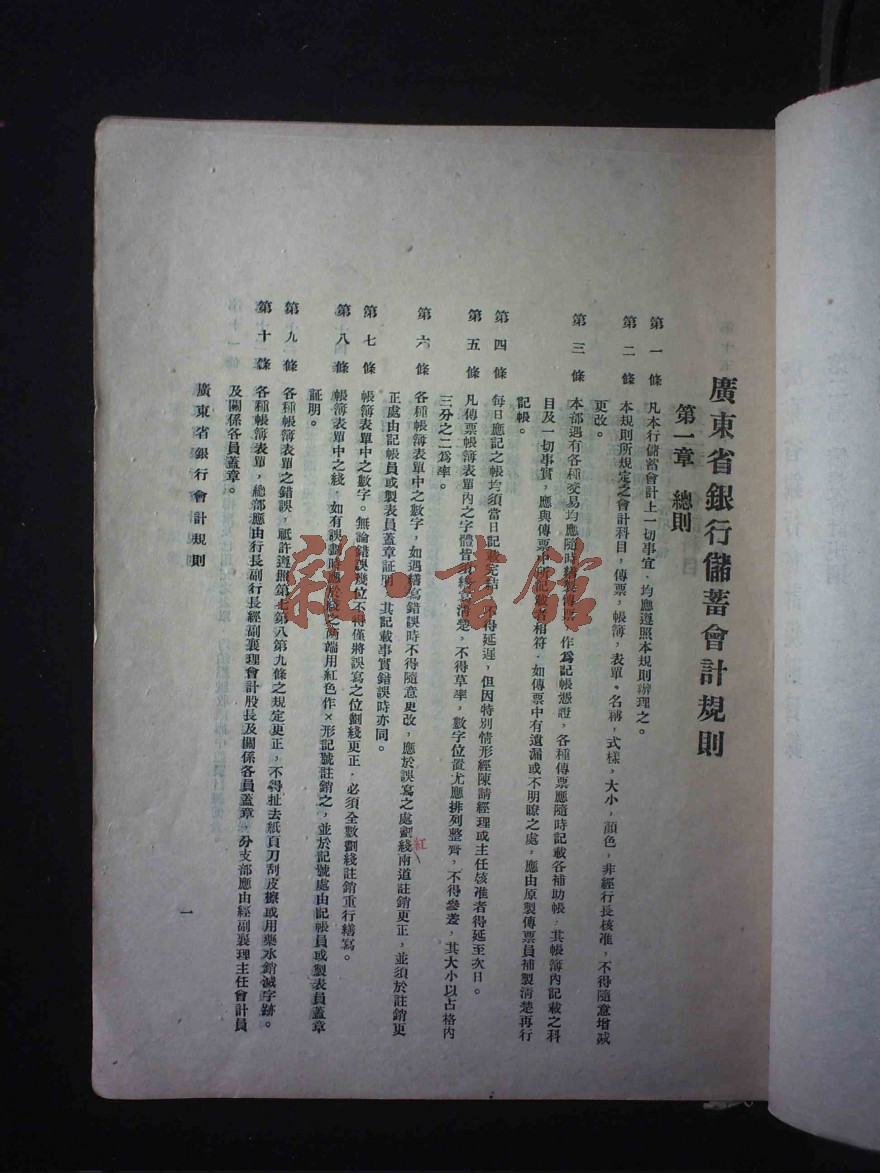 廣東省銀行儲蓄會計規則
第一章 總則
第一條 凡本行儲蓄會計上一切事宜，均應遵照本規則辦理之。
第二條 本規則所規定之會計科目，傳票，帳簿，表單，名稱，式樣，大小，顏色，非經行長核准，不得隨意增減
更改。
第三條 本部遇有各種交易均應隨時繕製傳票，作爲記帳憑證，各種傳票應隨時記載各補助帳，其帳簿內記載之科
目及一切事實，應與傳票中所記載者相符，如傳票中有遺漏或不明瞭之處，應由原製傳票員補製清楚再行
記帳。
第四條 每日應記之帳均須當日記載完結，不得延遲，但因特別情形經陳請經理或主任核准者得延至次日。
第五條 凡傳票帳簿表單內之字體皆須繕寫清楚，不得草率，數字位置尤應排列整齊，不得參差，其大小以占格內
三分之二爲率。
第六條 各種帳簿表單中之數字，如遇繕寫錯誤時不得隨意更改，應於誤寫之處劃綫兩道註銷更正，並須於註銷更
紅
正處由記帳員或製表員蓋章証明，其記載事實錯誤時亦同。
第七條 帳簿表單中之數字。無論錯誤幾位不得僅將誤寫之位劃綫更正，必須全數劃綫註銷重行繕寫。
第八條 帳簿表單中之綫，如有誤劃時應於綫之兩端用紅色作×形記號註銷之，並於記號處由記帳員或製表員蓋章
証明。
第九條 各種帳簿表單之錯誤，祇許遵照第七第八第九條之規定更正，不得扯去紙頁刀刮皮擦或用藥水銷滅字跡。
第十條 各種帳簿表單，總部應由行長副行長經副襄理會計股長及關係各員蓋章，分支部應由經副襄理主任會計員
及關係各員蓋章。
廣東省銀行會計規則
一
雜·書館